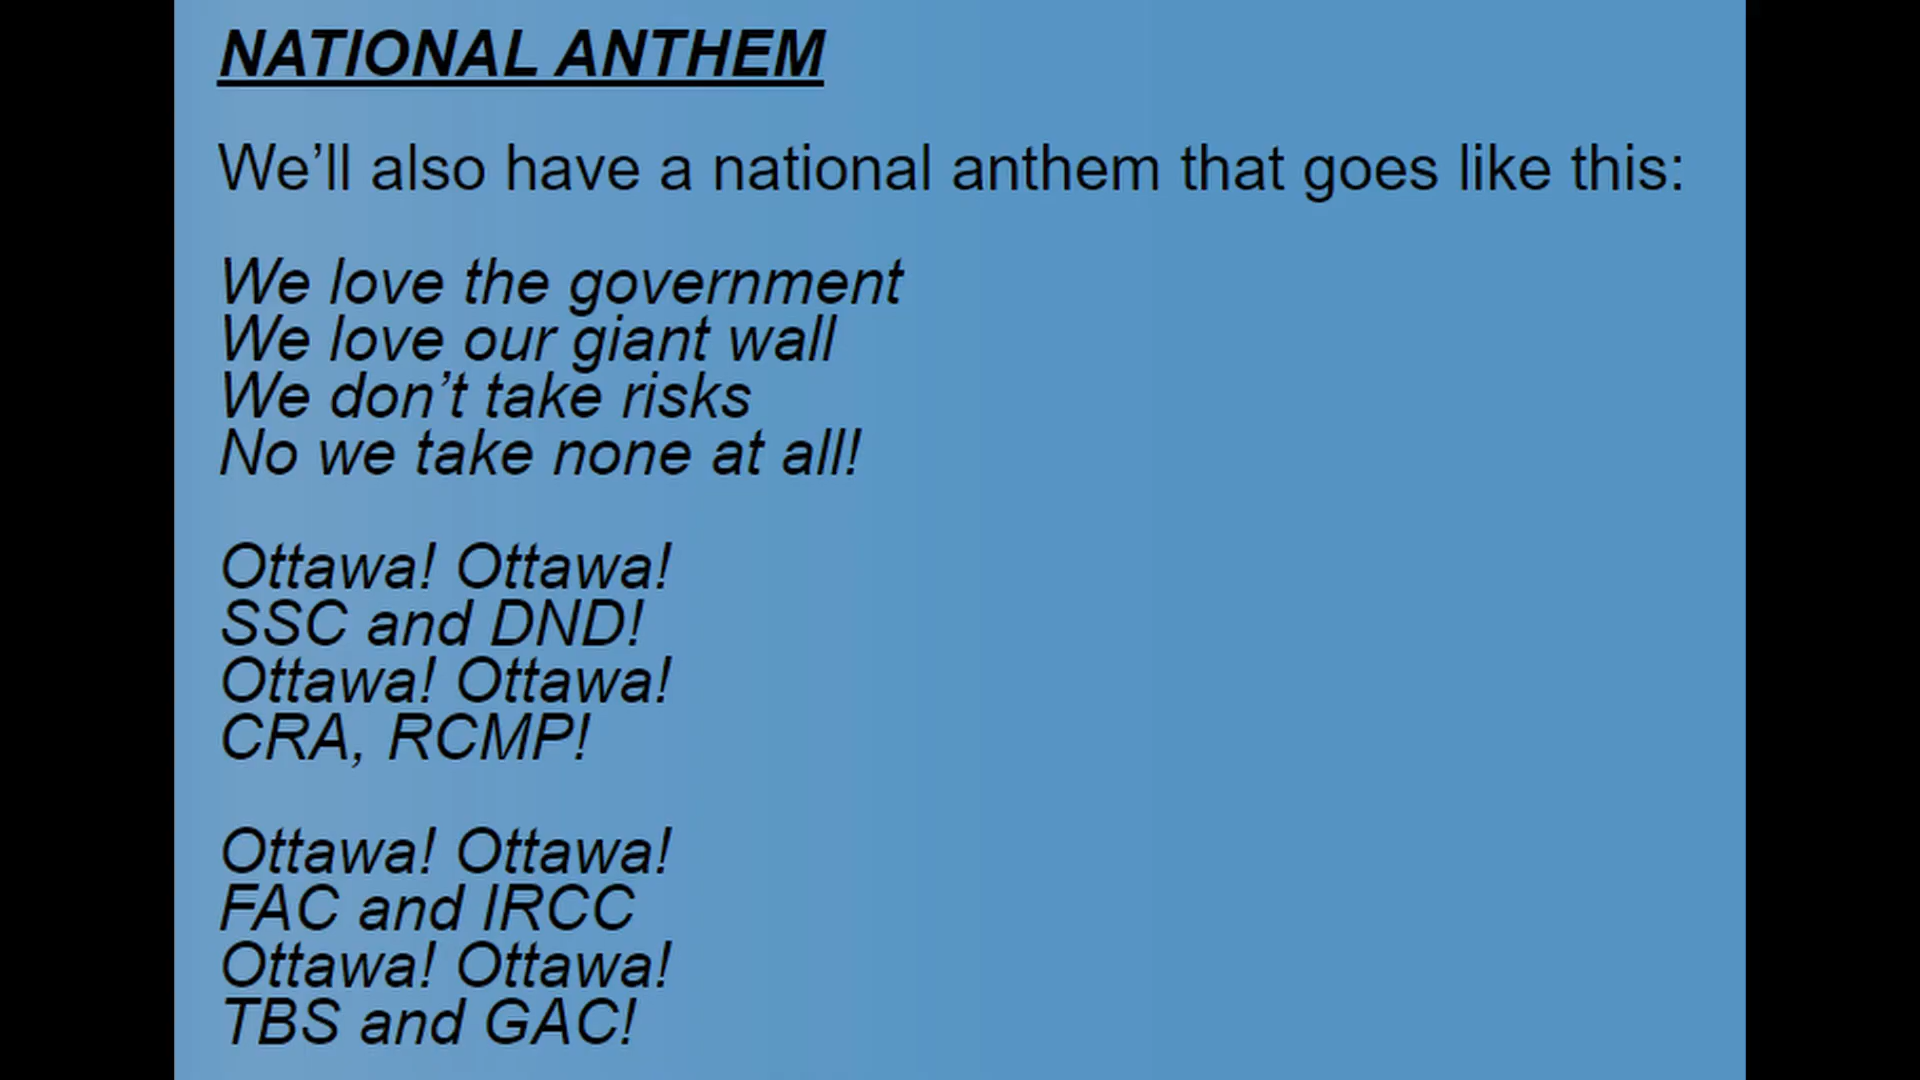 NATIONAL ANTHEM
We’ll also have a national anthem that goes like this:
We love the government
We love our giant wall
We don’t take risks
No we take none at all!
Ottawa! Ottawa!
SSC and DND!
Ottawa! Ottawa!
CRA, RCMP!
Ottawa! Ottawa!
FAC and IRCC
Ottawa! Ottawa!
TBS and GAC!